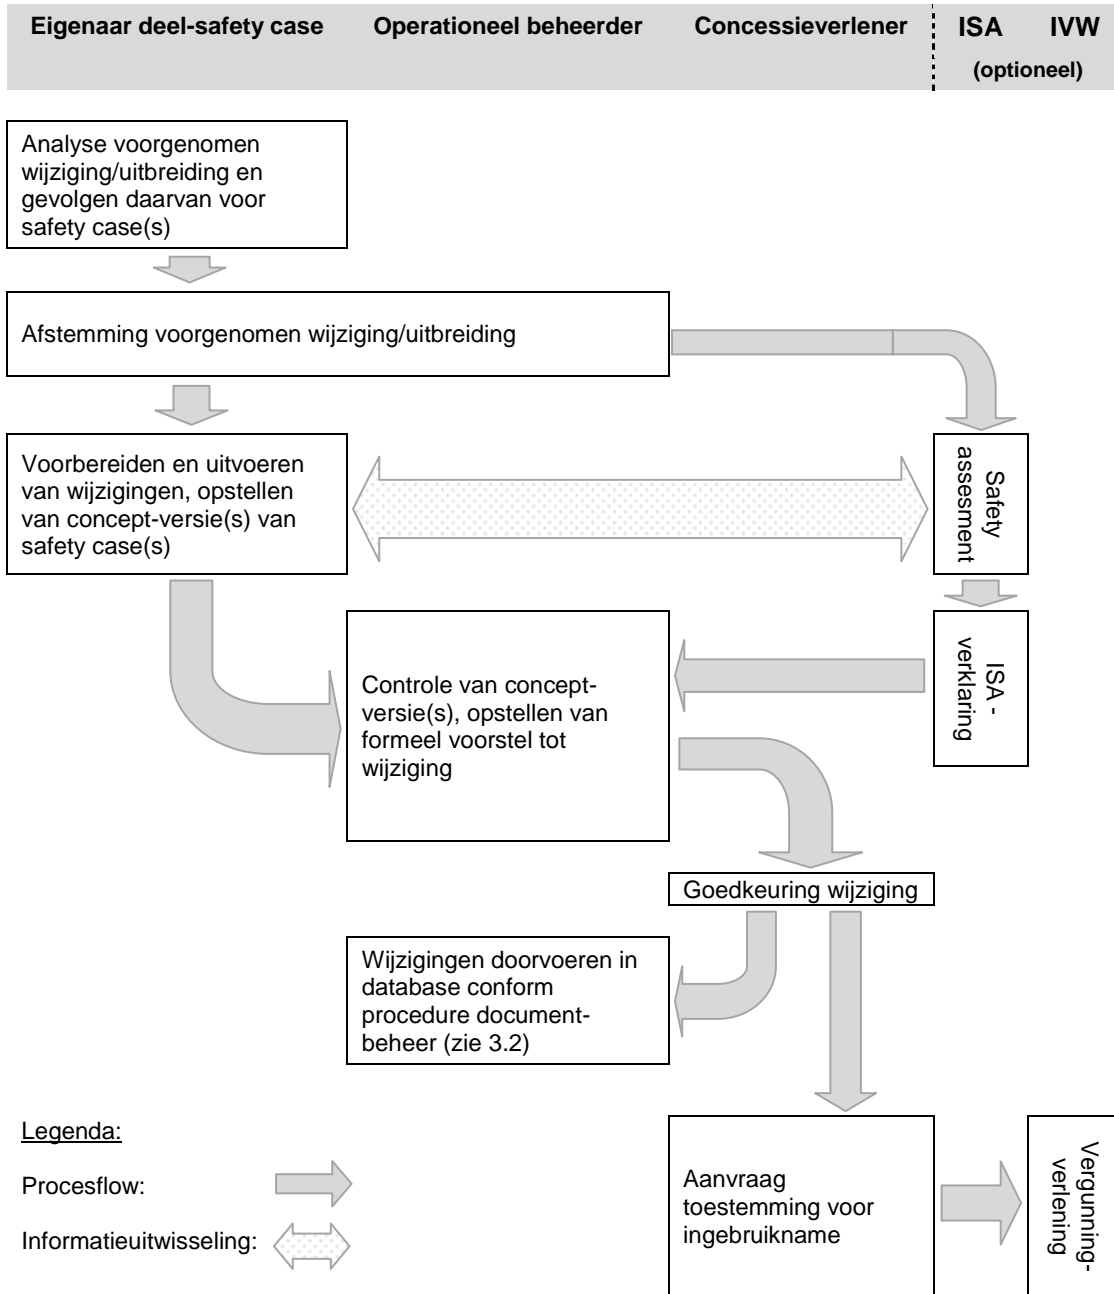 Eigenaar deel-safety case
Operationeel beheerder
Concessieverlener
ISA
IVW
(optioneel)
Analyse voorgenomen
wijziging/uitbreiding en
gevolgen daarvan voor
safety case(s)
Afstemming voorgenomen wijziging/uitbreiding
Voorbereiden en uitvoeren
van wijzigingen, opstellen
van concept-versie(s) van
safety case(s)
Safety
assesment
ISA -
verklaring
Controle van concept-
versie(s), opstellen van
formeel voorstel tot
wijziging
Goedkeuring wijziging
Wijzigingen doorvoeren in
database conform
procedure document-
beheer (zie 3.2)
Aanvraag
toestemming voor
ingebruikname
Vergunning-
verlening
Legenda:
Procesflow:
Informatieuitwisseling: